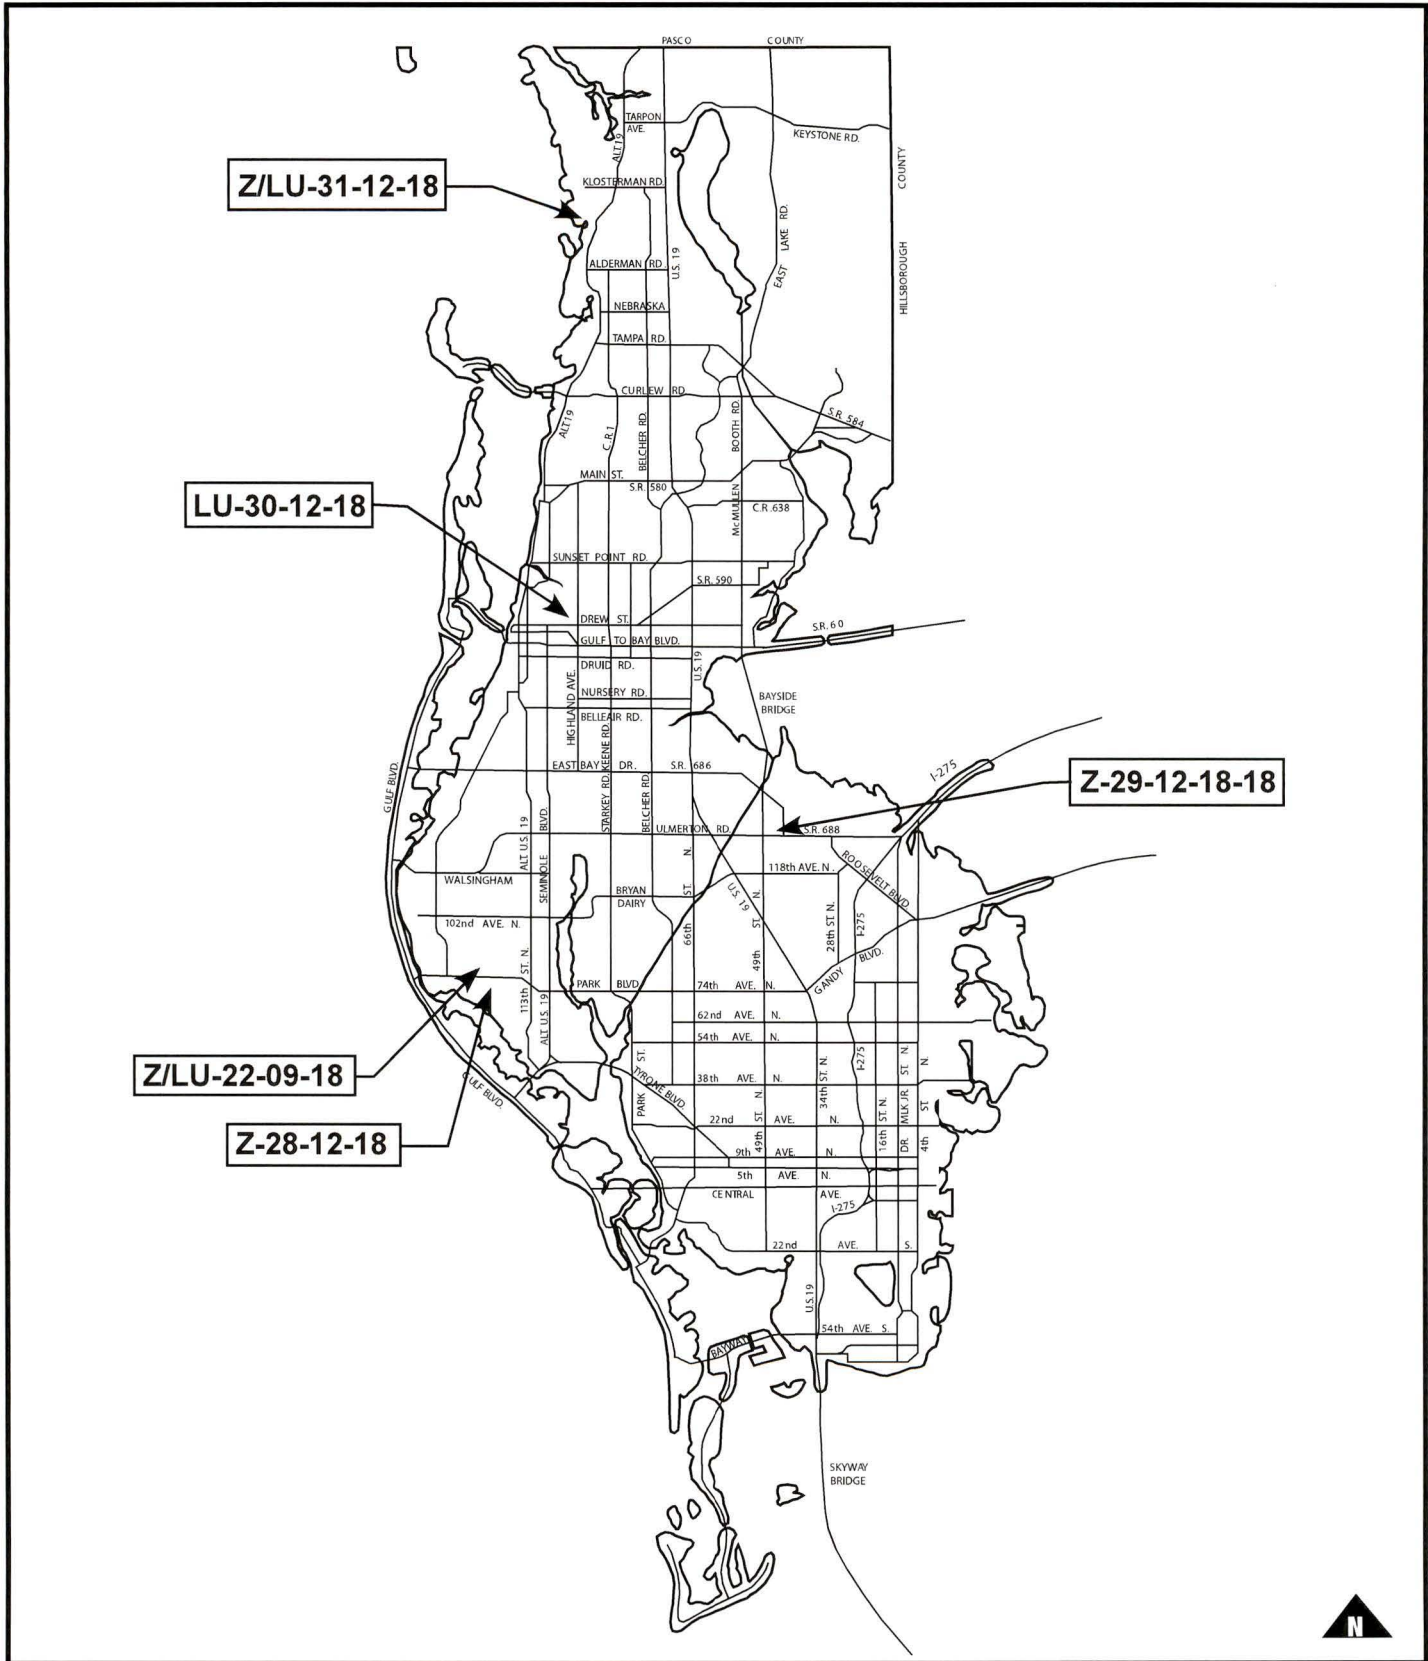 PASCO COUNTY
TARPON
AVE.
KEYSTONE RD.
ALT 19
HILLSBOROUGH COUNTY
Z/LU-31-12-18
KLOSTERMAN RD.
EAST LAKE RD.
U.S. 19
ALDERMAN RD.
NEBRASKA
TAMPA RD.
CURLEW RD
S.R. 584
ALT 19
C.R.1
BELCHER RD.
McMULLEN BOOTH RD.
MAIN ST.
S.R. 580
LU-30-12-18
C.R.638
SUNSET POINT RD.
S.R. 590
DREW ST.
S.R. 60
GULF TO BAY BLVD.
DRUID RD.
U.S. 19
HIGHLAND AVE.
NURSERY RD.
BAYSIDE
BRIDGE
BELLEAIR RD.
STARKEY RD. KEENE RD.
EAST BAY DR. S.R. 686
GULF BLVD.
BELCHER RD.
I-275
Z-29-12-18-18
ALT U.S. 19
SEMINOLE BLVD.
ULMERTON RD.
S.R. 688
WALSINGHAM
118th AVE. N.
ROOSEVELT BLVD.
BRYAN
DAIRY
U.S. 19
102nd AVE. N.
66th ST. N.
49th ST. N.
28th ST. N.
I-275
113th ST. N.
ALT U.S. 19
PARK BLVD.
74th AVE. N.
GANDY BLVD.
62nd AVE. N.
54th AVE. N.
Z/LU-22-09-18
GULF BLVD.
PARK ST.
TYRONE BLVD.
38th AVE. N.
34th ST. N.
I-275
16th ST. N.
DR. MLK JR. ST. N.
4th ST. N.
Z-28-12-18
22nd AVE. N.
49th ST. N.
9th AVE. N.
5th AVE. N.
CENTRAL AVE.
I-275
22nd AVE. S.
U.S.19
54th AVE. S.
BAYWAY
SKYWAY
BRIDGE
N